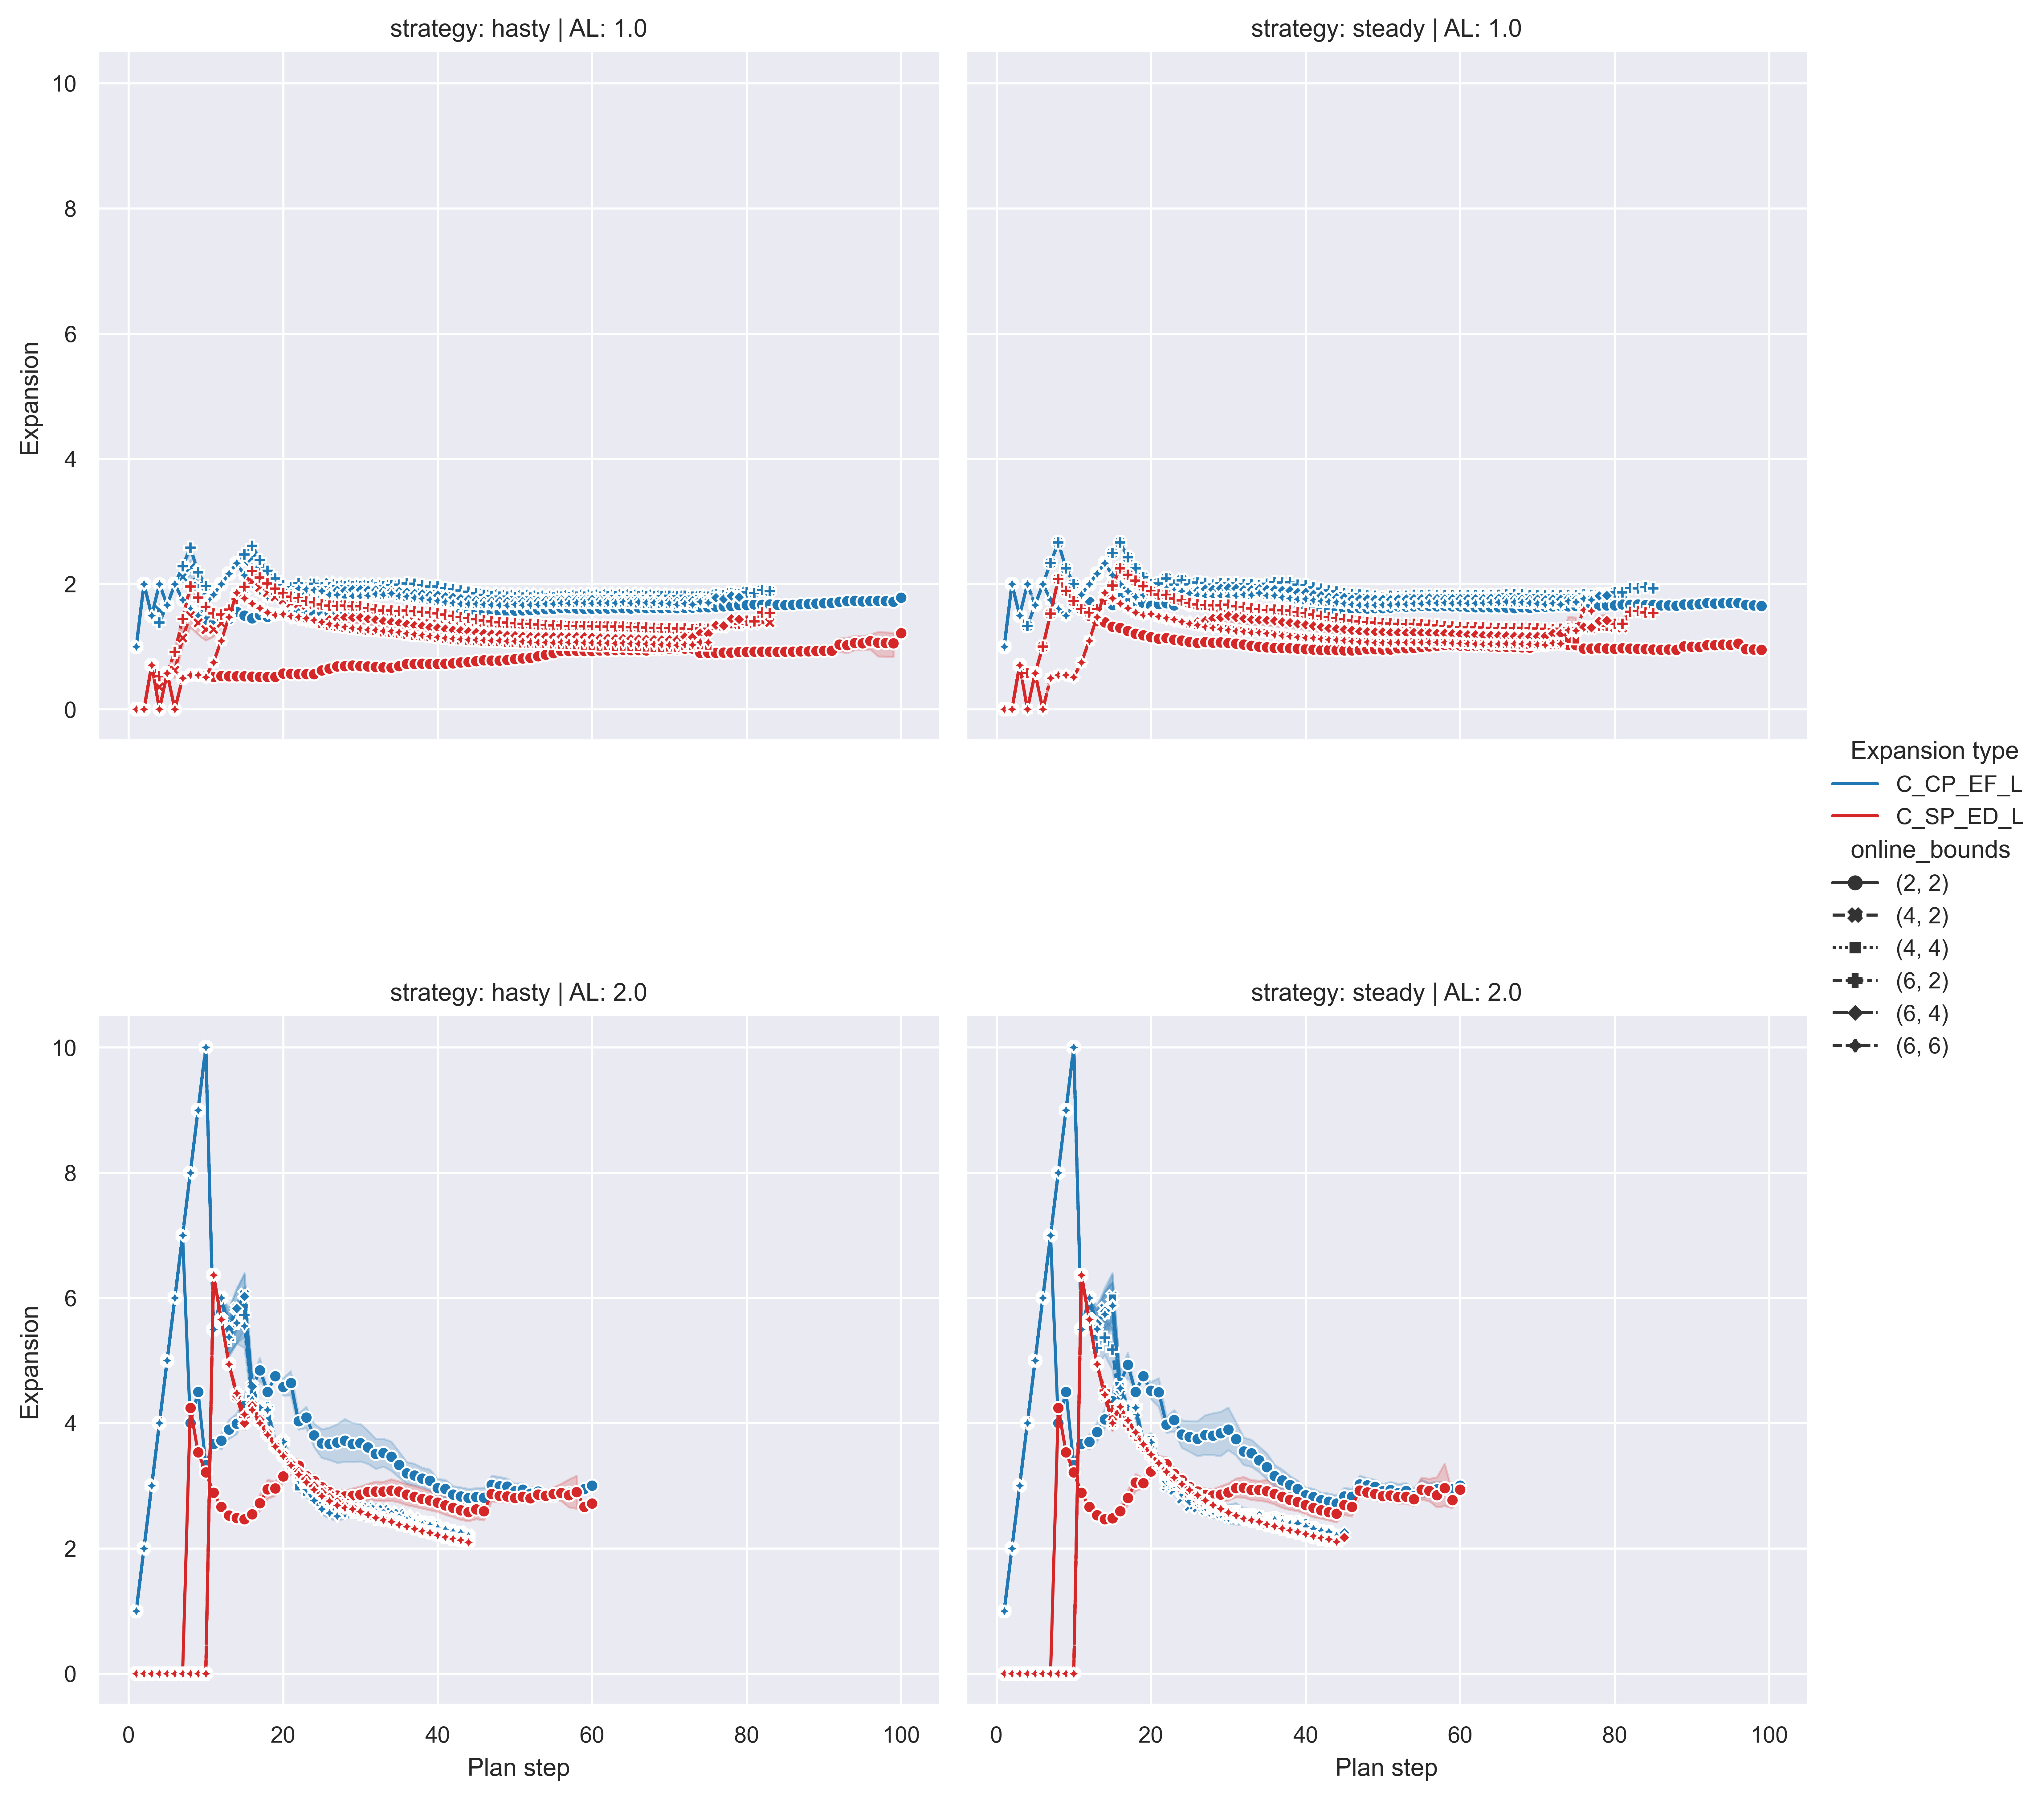 strategy: hasty | AL: 1.0
strategy: steady | AL: 1.0
10
8
6
4
2
0
Expansion
Expansion type
C_CP_EF_L
C_SP_ED_L
online_bounds
(2, 2)
(4, 2)
(4, 4)
(6, 2)
(6, 4)
(6, 6)
strategy: hasty | AL: 2.0
strategy: steady | AL: 2.0
10
8
6
4
2
0
Expansion
0 20 40 60 80 100
0 20 40 60 80 100
Plan step
Plan step